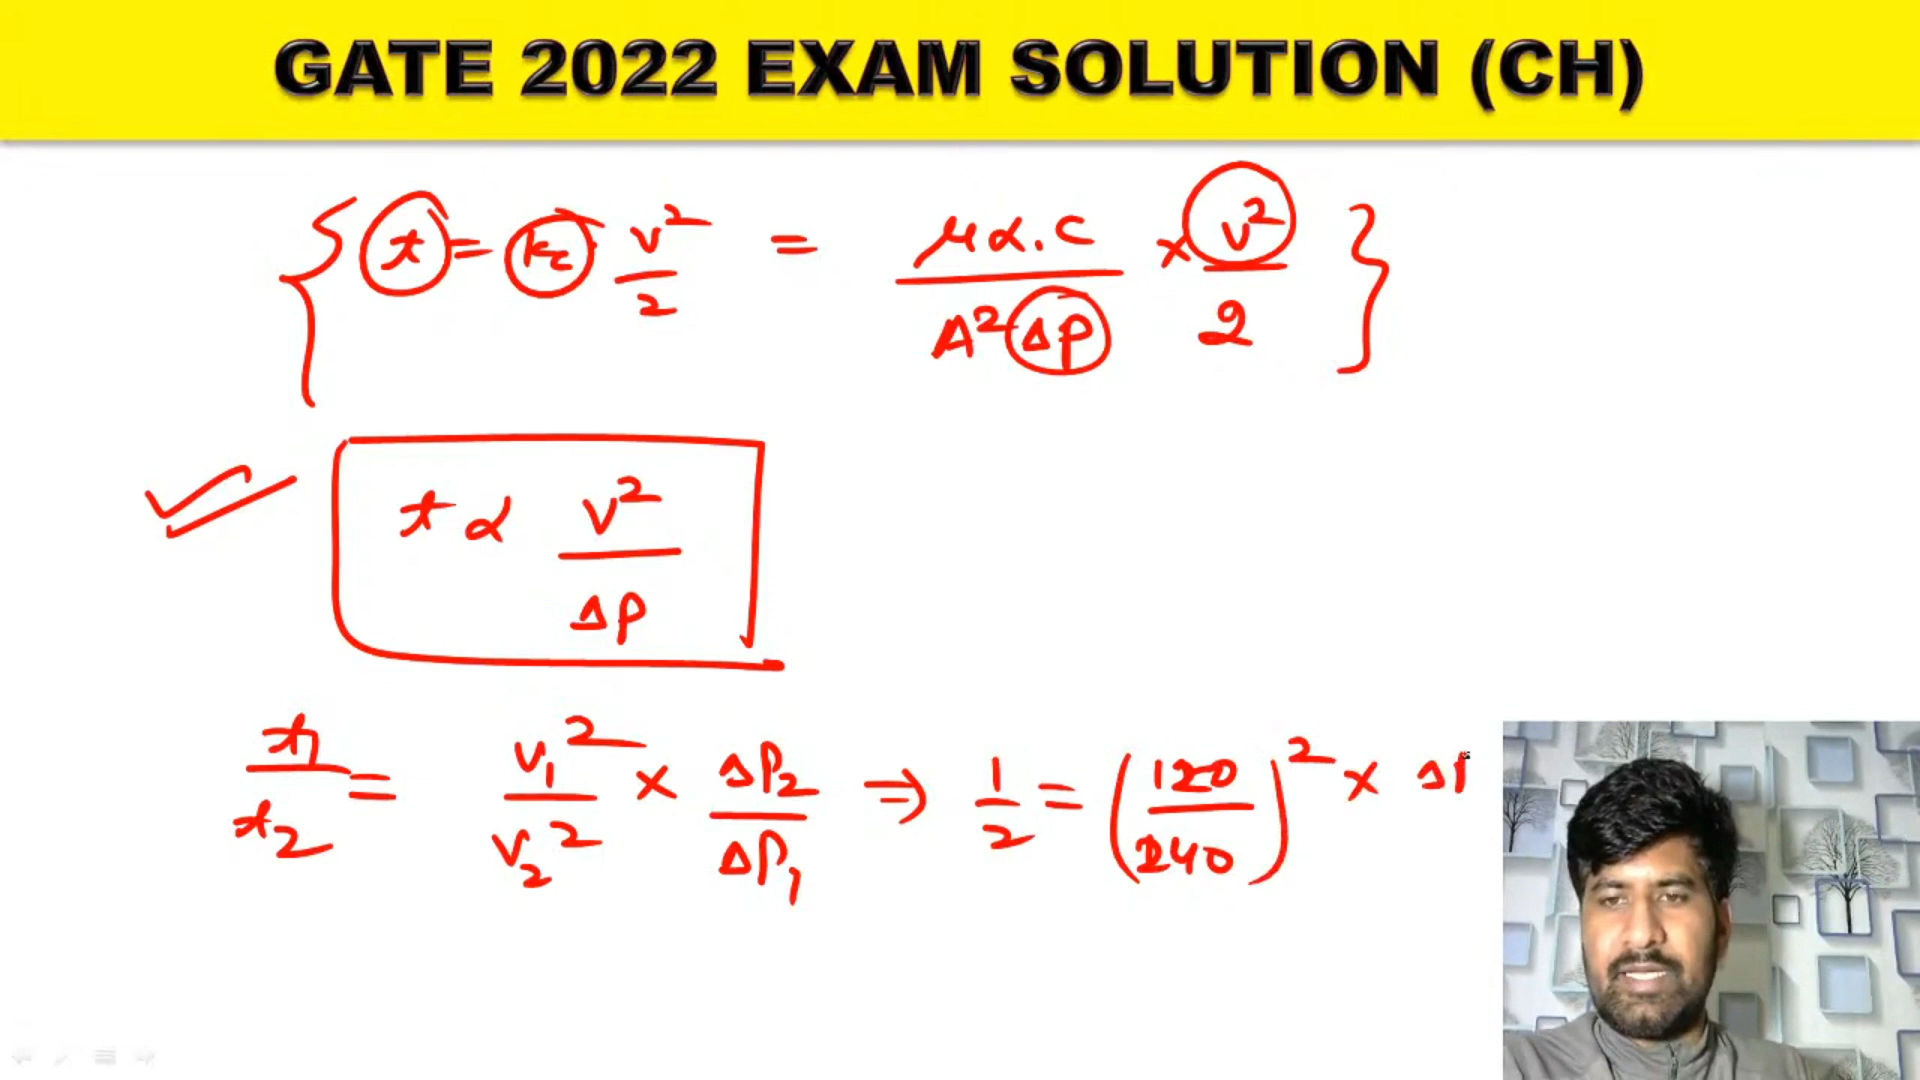 GATE 2022 EXAM SOLUTION (CH)
{ t = kc v²/2 = μα.c / A²Δp × v²/2 }
t α v²/Δp
t1/t2 = v1²/v2² × Δp2/Δp1 ⇒ 1/2 = (120/240)² × Δp